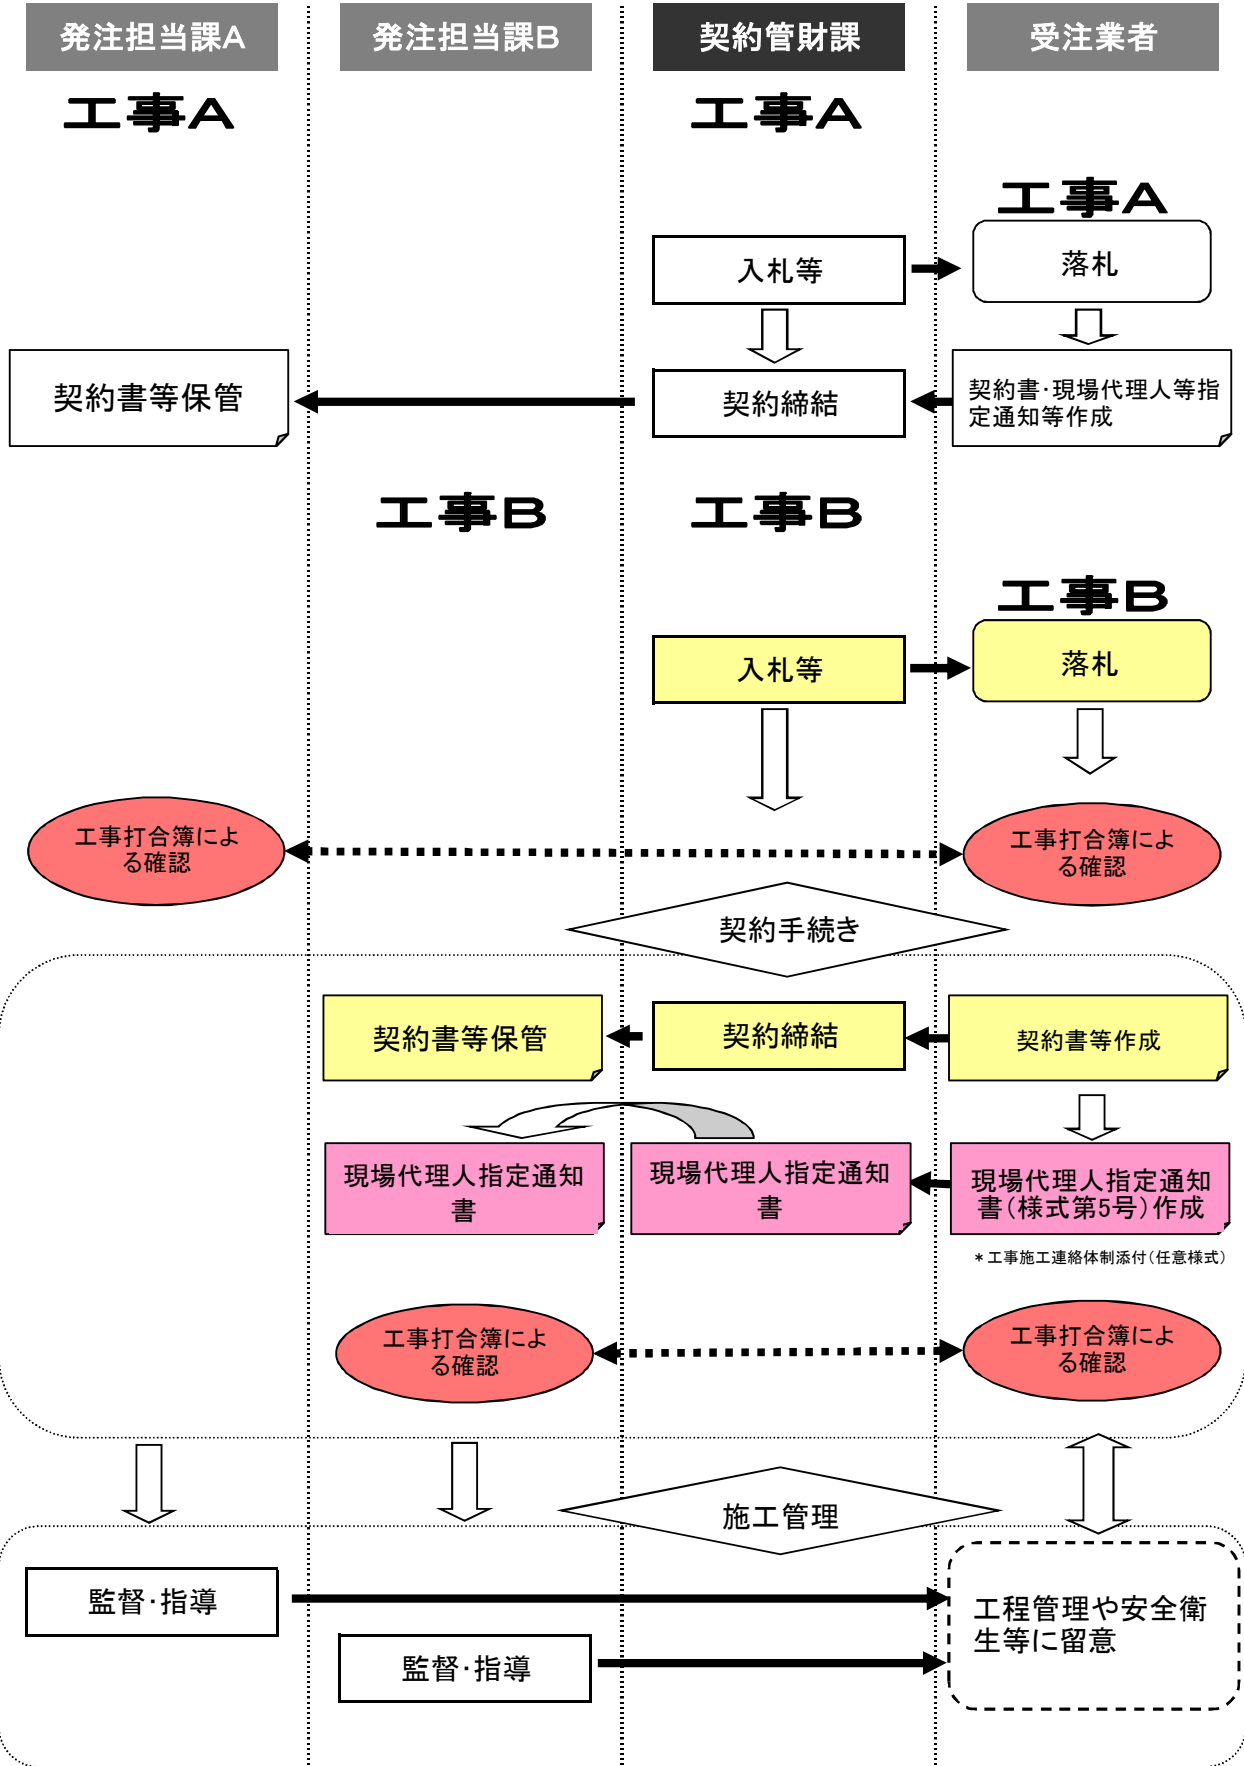 発注担当課A
発注担当課B
契約管財課
受注業者
工事A
工事A
工事A
入札等
落札
契約書等保管
契約締結
契約書・現場代理人等指
定通知等作成
工事B
工事B
工事B
入札等
落札
工事打合簿によ
る確認
工事打合簿によ
る確認
契約手続き
契約書等保管
契約締結
契約書等作成
現場代理人指定通知
書
現場代理人指定通知
書
現場代理人指定通知
書(様式第5号)作成
*工事施工連絡体制添付(任意様式)
工事打合簿によ
る確認
工事打合簿によ
る確認
施工管理
監督・指導
工程管理や安全衛
生等に留意
監督・指導